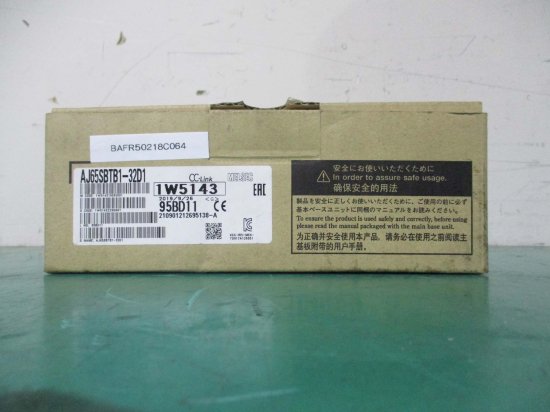 BAFR50218C064
AJ65SBTB1-32D1
CC-Link
MELSEC
1W5143
2019/9/26
95BD11
CE
EAC
210901212695138-A
安全にお使いいただくために
In order to assure safe usage.
确保安全的用法
製品を安全に正しくお使いいただくために、ご使用の前に必ず
基本ベースユニットに同梱のマニュアルをお読みください。
To ensure the product is used safely and correctly, before using
please read the manual packaged with the main base unit.
为正确并安全的使用本产品、务必在使用之前阅读主
基板附带的用户手册.